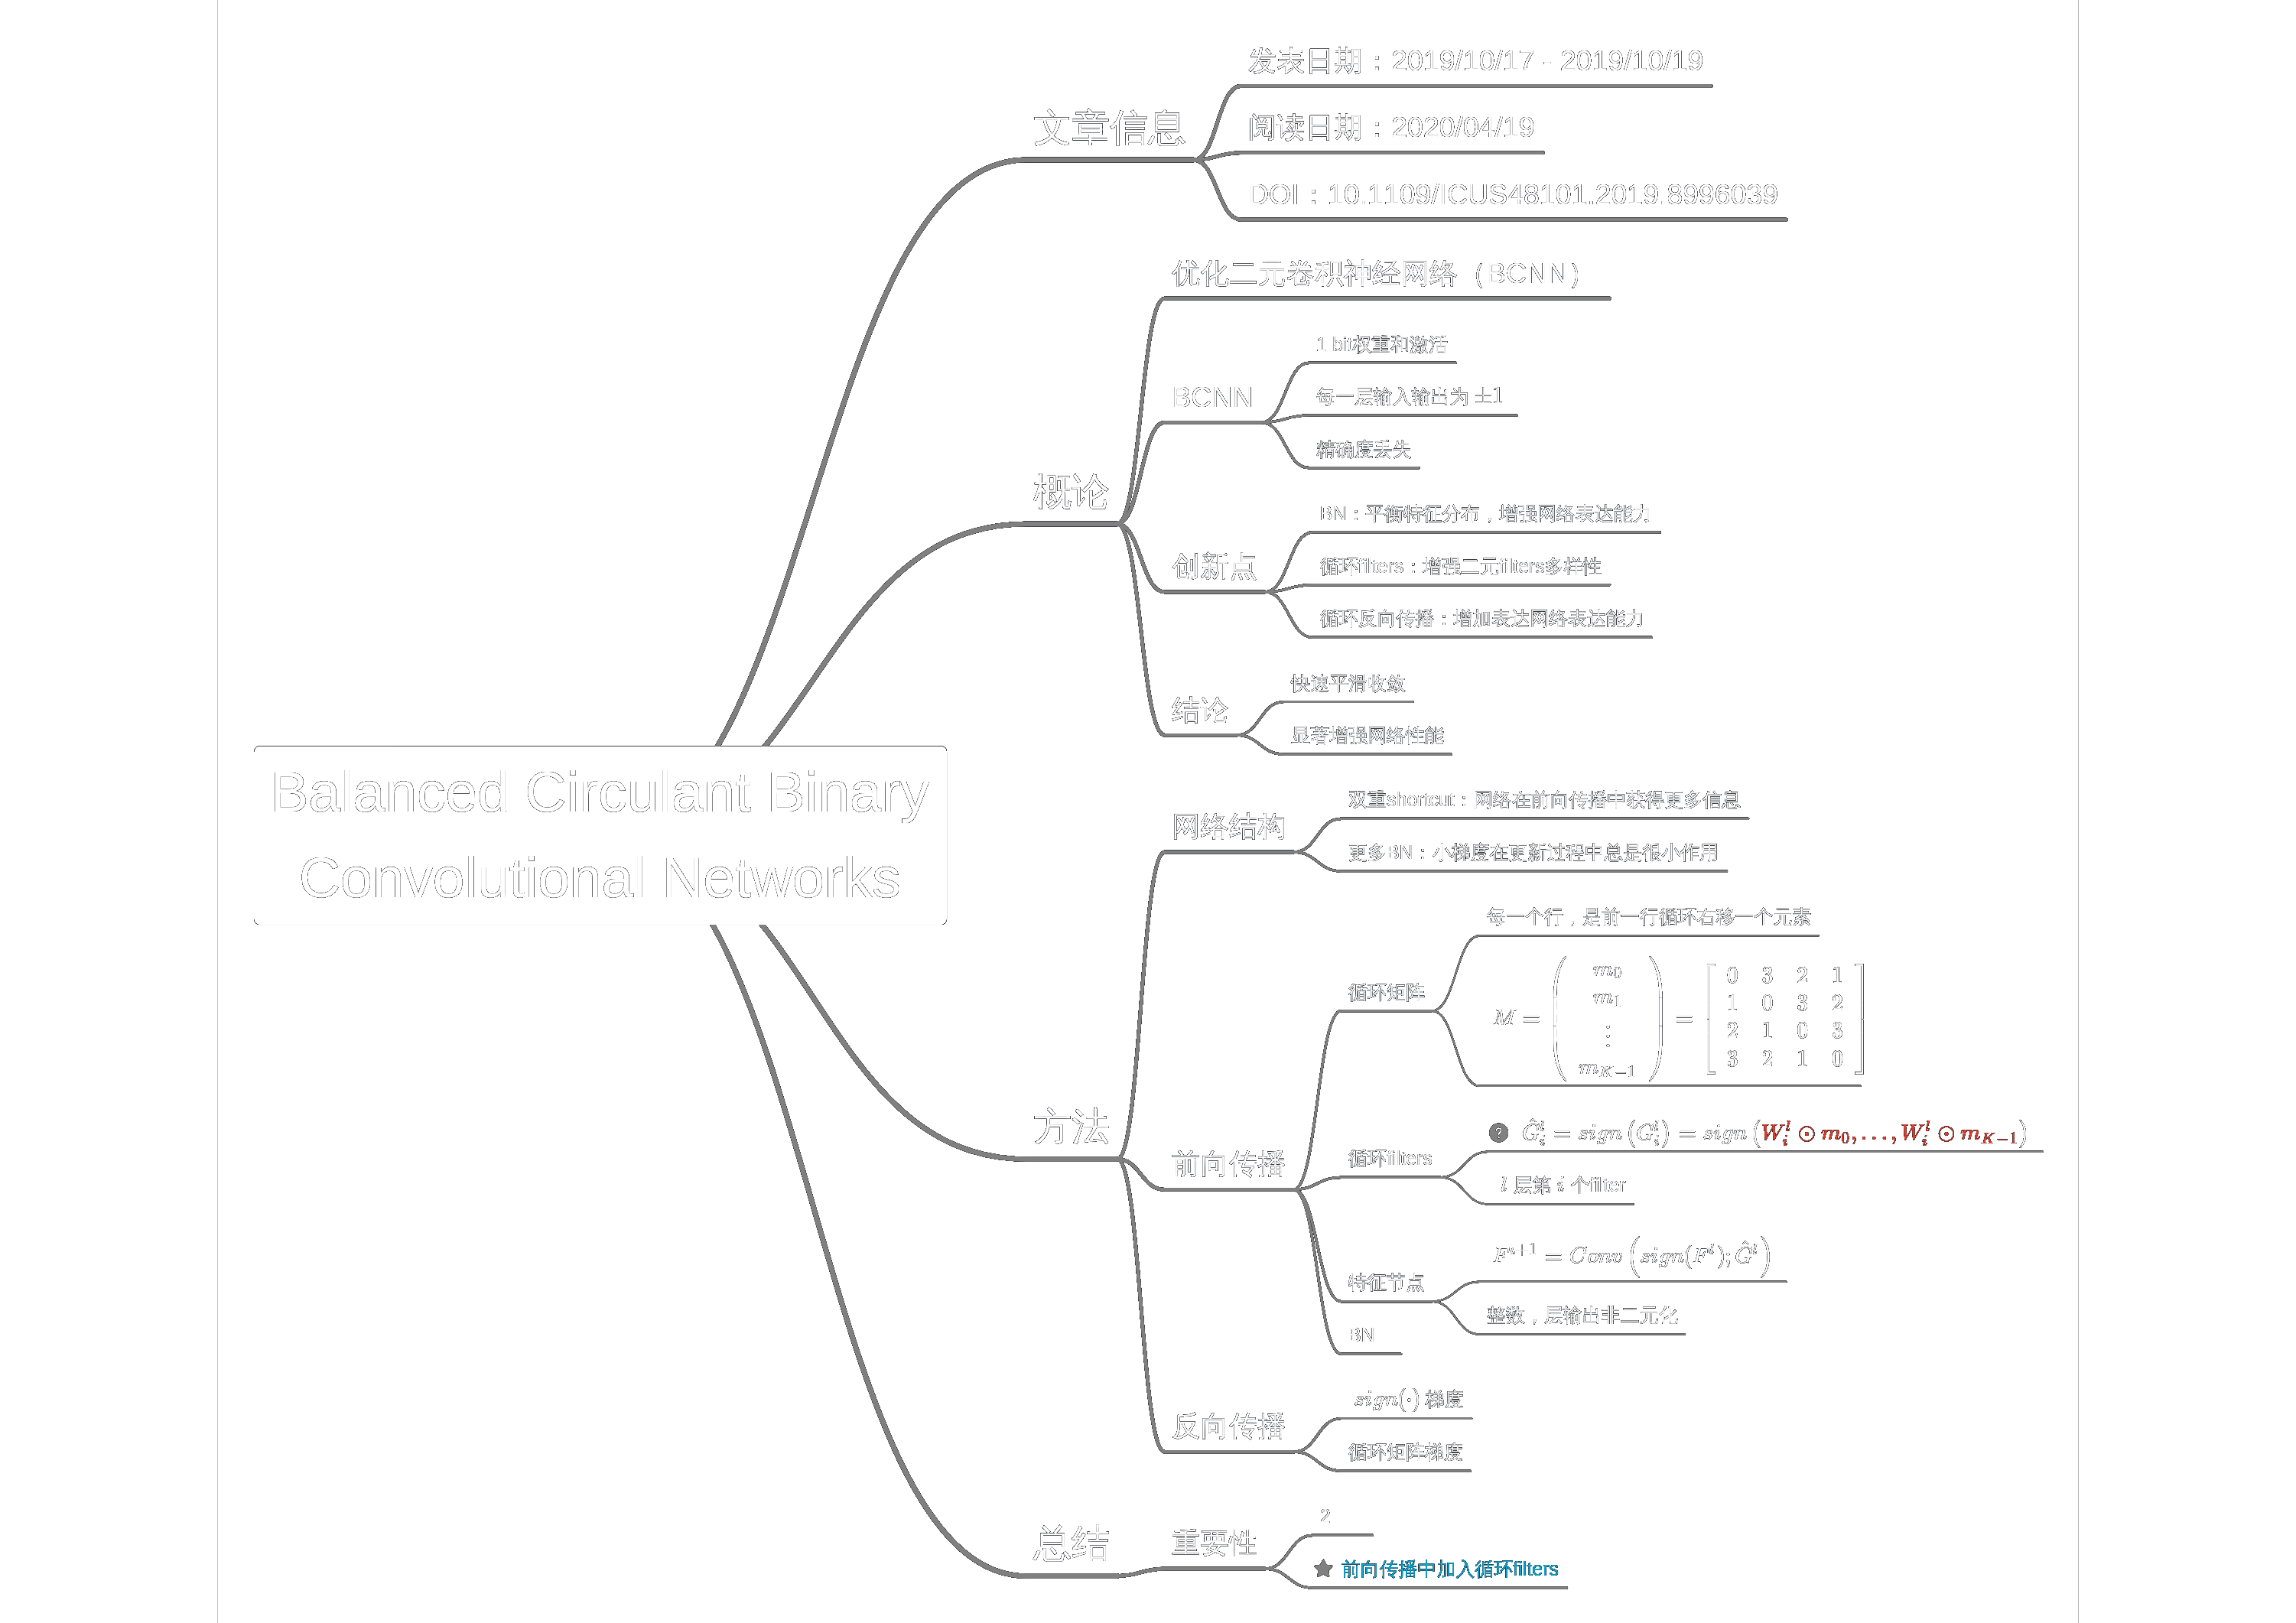 Balanced Circulant Binary
Convolutional Networks
文章信息
发表日期：2019/10/17 - 2019/10/19
阅读日期：2020/04/19
DOI：10.1109/ICUS48101.2019.8996039
概论
优化二元卷积神经网络（BCNN）
BCNN
1 bit权重和激活
每一层输入输出为 ±1
精确度丢失
创新点
BN：平衡特征分布，增强网络表达能力
循环filters：增强二元filters多样性
循环反向传播：增加表达网络表达能力
结论
快速平滑收敛
显著增强网络性能
方法
网络结构
双重shortcut：网络在前向传播中获得更多信息
更多BN：小梯度在更新过程中总是很小作用
前向传播
循环矩阵
每一个行，是前一行循环右移一个元素
M = ( m_0 m_1 ⋮ m_{K-1} ) = [ 0 3 2 1
1 0 3 2
2 1 0 3
3 2 1 0 ]
循环filters
? Ĝ_i^l = sign (G_i^l) = sign (W_i^l ⊙ m_0, . . . , W_i^l ⊙ m_{K-1})
l 层第 i 个filter
特征节点
F^{l+1} = Conv (sign(F^l); Ĝ^l)
整数，层输出非二元化
BN
反向传播
sign(·) 梯度
循环矩阵梯度
总结
重要性
2
前向传播中加入循环filters